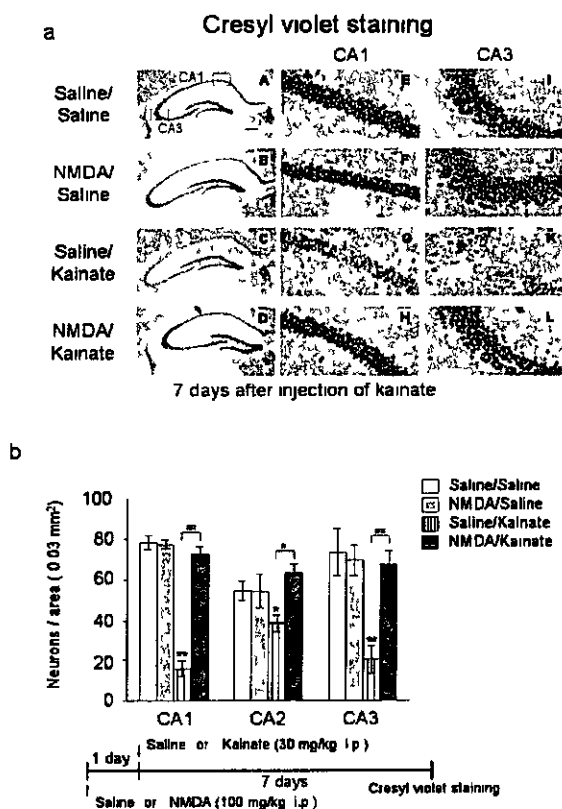 a
Cresyl violet staining
CA1 CA3
Saline/
Saline
CA1 A E I
CA3
NMDA/
Saline
B F J
Saline/
Kainate
C G K
NMDA/
Kainate
D H L
7 days after injection of kainate
b
Saline/Saline
NMDA/Saline
Saline/Kainate
NMDA/Kainate
Neurons / area ( 0 03 mm²)
100
80
60
40
20
0
** * **
** * **
CA1 CA2 CA3
1 day
Saline or Kainate (30 mg/kg i.p)
7 days
Cresyl violet staining
Saline or NMDA (100 mg/kg i.p)